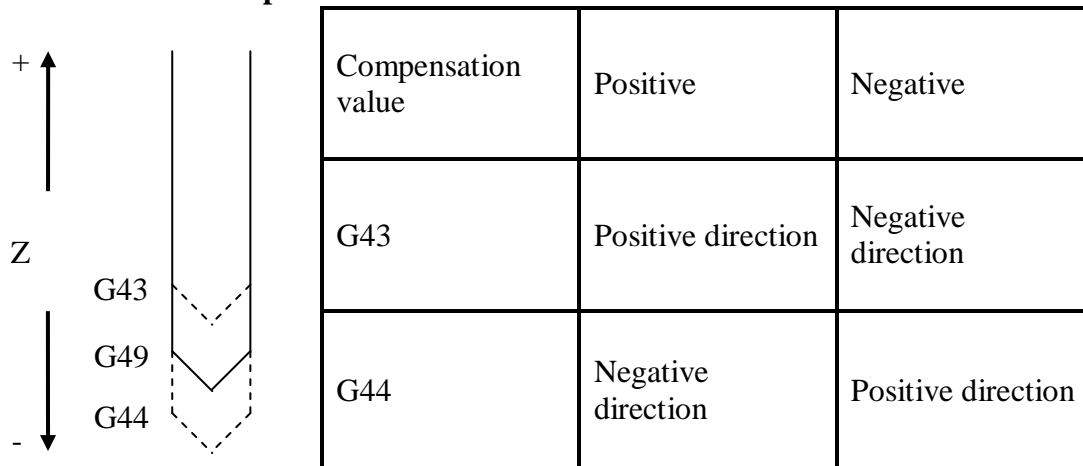 +
Z
G43
G49
G44
-
Compensation
value
Positive
Negative
G43
Positive direction
Negative
direction
G44
Negative
direction
Positive direction